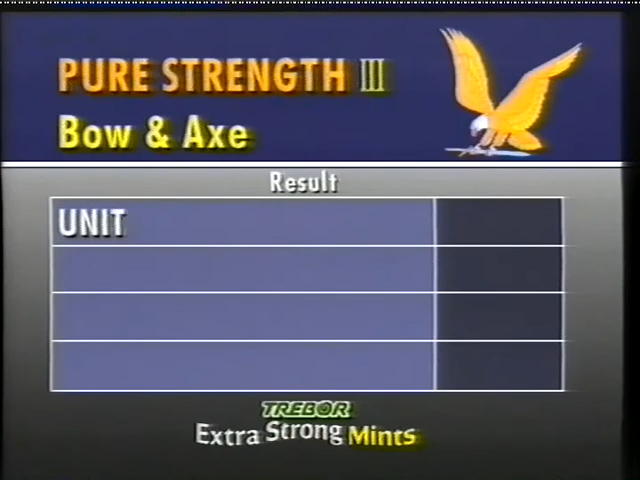 PURE STRENGTH III
Bow & Axe
Result
UNIT
TREBOR
Extra Strong Mints